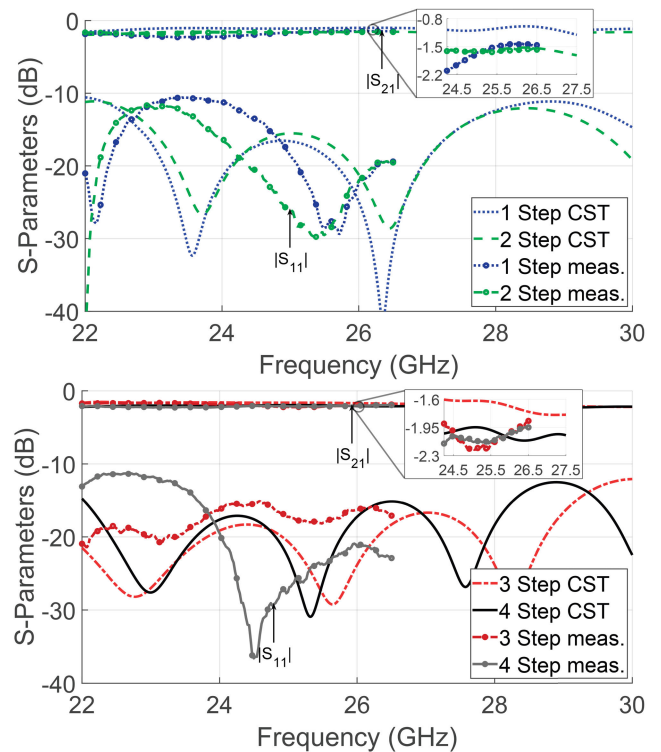 0
-10
-20
-30
-40
S-Parameters (dB)
-0.8
-1.5
-2.2
24.5
25.5
26.5
27.5
|S21|
|S11|
1 Step CST
2 Step CST
1 Step meas.
2 Step meas.
22
24
26
28
30
Frequency (GHz)
0
-10
-20
-30
-40
S-Parameters (dB)
-1.6
-1.95
-2.3
24.5
25.5
26.5
27.5
|S21|
|S11|
3 Step CST
4 Step CST
3 Step meas.
4 Step meas.
22
24
26
28
30
Frequency (GHz)